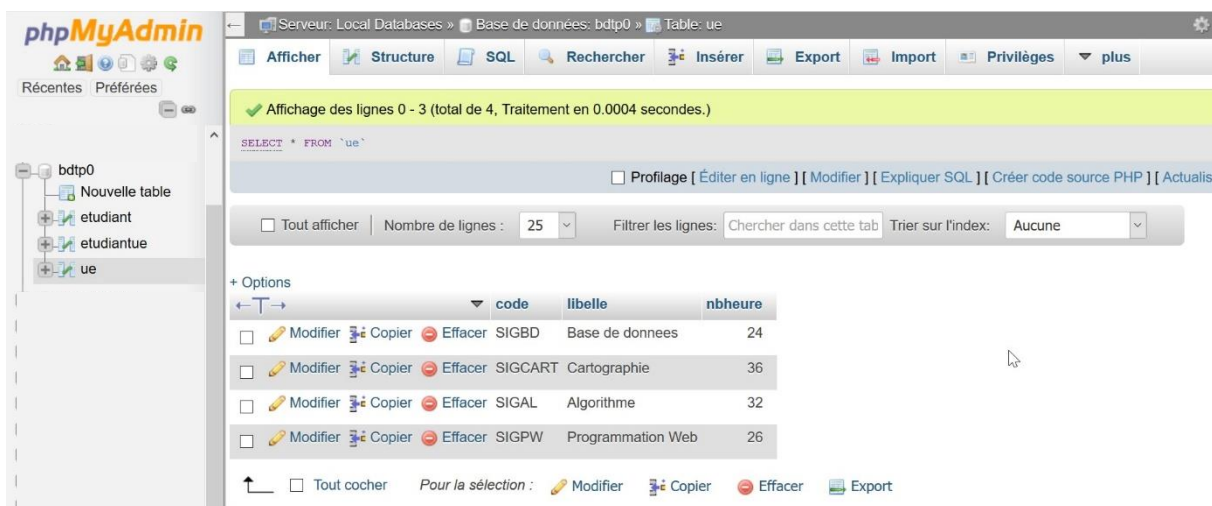 phpMyAdmin
Récentes Préférées
bdtp0
Nouvelle table
etudiant
etudiantue
ue
Serveur: Local Databases » Base de données: bdtp0 » Table: ue
Afficher Structure SQL Rechercher Insérer Export Import Privilèges plus
Affichage des lignes 0 - 3 (total de 4, Traitement en 0.0004 secondes.)
SELECT * FROM `ue`
Profilage [ Éditer en ligne ] [ Modifier ] [ Expliquer SQL ] [ Créer code source PHP ] [ Actualis
Tout afficher Nombre de lignes : 25 Filtrer les lignes: Chercher dans cette tab Trier sur l'index: Aucune
+ Options
←T→ code libelle nbheure
Modifier Copier Effacer SIGBD Base de donnees 24
Modifier Copier Effacer SIGCART Cartographie 36
Modifier Copier Effacer SIGAL Algorithme 32
Modifier Copier Effacer SIGPW Programmation Web 26
Tout cocher Pour la sélection : Modifier Copier Effacer Export